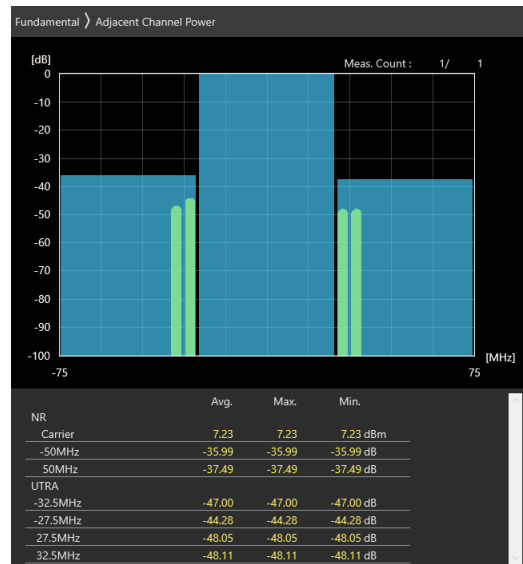 Fundamental 〉 Adjacent Channel Power
[dB]
Meas. Count : 1/ 1
0
-10
-20
-30
-40
-50
-60
-70
-80
-90
-100
[MHz]
-75 75
Avg. Max. Min.
NR
Carrier 7.23 7.23 7.23 dBm
-50MHz -35.99 -35.99 -35.99 dB
50MHz -37.49 -37.49 -37.49 dB
UTRA
-32.5MHz -47.00 -47.00 -47.00 dB
-27.5MHz -44.28 -44.28 -44.28 dB
27.5MHz -48.05 -48.05 -48.05 dB
32.5MHz -48.11 -48.11 -48.11 dB